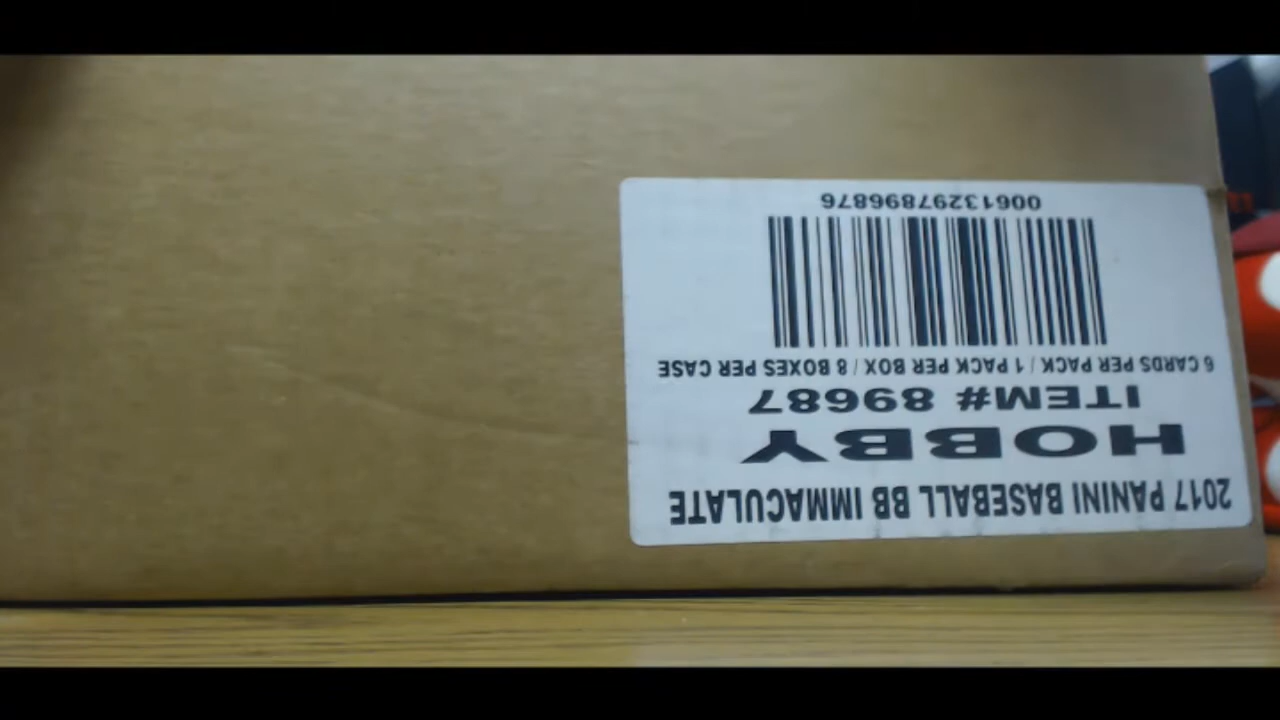 2017 PANINI BASEBALL BB IMMACULATE
HOBBY
ITEM# 89687
6 CARDS PER PACK / 1 PACK PER BOX / 8 BOXES PER CASE
00613297896876